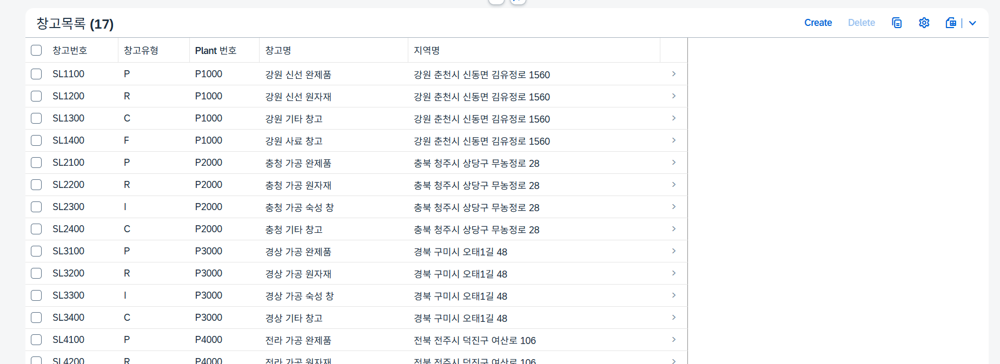 창고목록 (17) Create Delete
창고번호 창고유형 Plant 번호 창고명 지역명
SL1100 P P1000 강원 신선 완제품 강원 춘천시 신동면 김유정로 1560
SL1200 R P1000 강원 신선 원자재 강원 춘천시 신동면 김유정로 1560
SL1300 C P1000 강원 기타 창고 강원 춘천시 신동면 김유정로 1560
SL1400 F P1000 강원 사료 창고 강원 춘천시 신동면 김유정로 1560
SL2100 P P2000 충청 가공 완제품 충북 청주시 상당구 무농정로 28
SL2200 R P2000 충청 가공 원자재 충북 청주시 상당구 무농정로 28
SL2300 I P2000 충청 가공 숙성 창 충북 청주시 상당구 무농정로 28
SL2400 C P2000 충청 기타 창고 충북 청주시 상당구 무농정로 28
SL3100 P P3000 경상 가공 완제품 경북 구미시 오태1길 48
SL3200 R P3000 경상 가공 원자재 경북 구미시 오태1길 48
SL3300 I P3000 경상 가공 숙성 창 경북 구미시 오태1길 48
SL3400 C P3000 경상 기타 창고 경북 구미시 오태1길 48
SL4100 P P4000 전라 가공 완제품 전북 전주시 덕진구 여산로 106
SL4200 R P4000 전라 가공 원자재 전북 전주시 덕진구 여산로 106